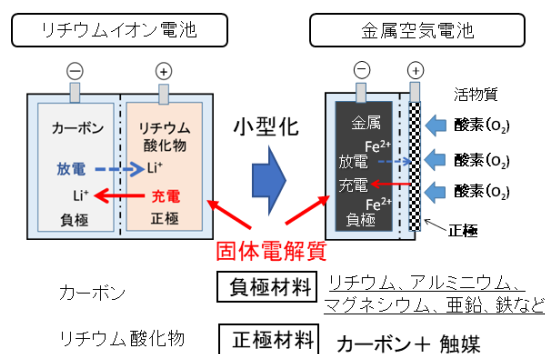 リチウムイオン電池
金属空気電池
－
＋
－
＋
活物質
カーボン
リチウム
酸化物
放電
Li⁺
Li⁺
充電
負極
正極
小型化
金属
Fe²⁺
放電
充電
Fe²⁺
負極
酸素(O₂)
酸素(O₂)
酸素(O₂)
正極
固体電解質
カーボン
負極材料
リチウム、アルミニウム、
マグネシウム、亜鉛、鉄など
リチウム酸化物
正極材料
カーボン＋ 触媒